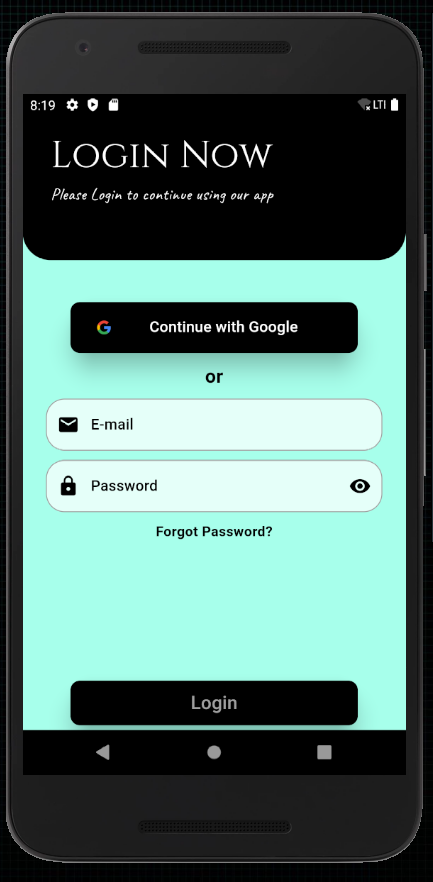 8:19 LTI
Login Now
Please Login to continue using our app
Continue with Google
or
E-mail
Password
Forgot Password?
Login